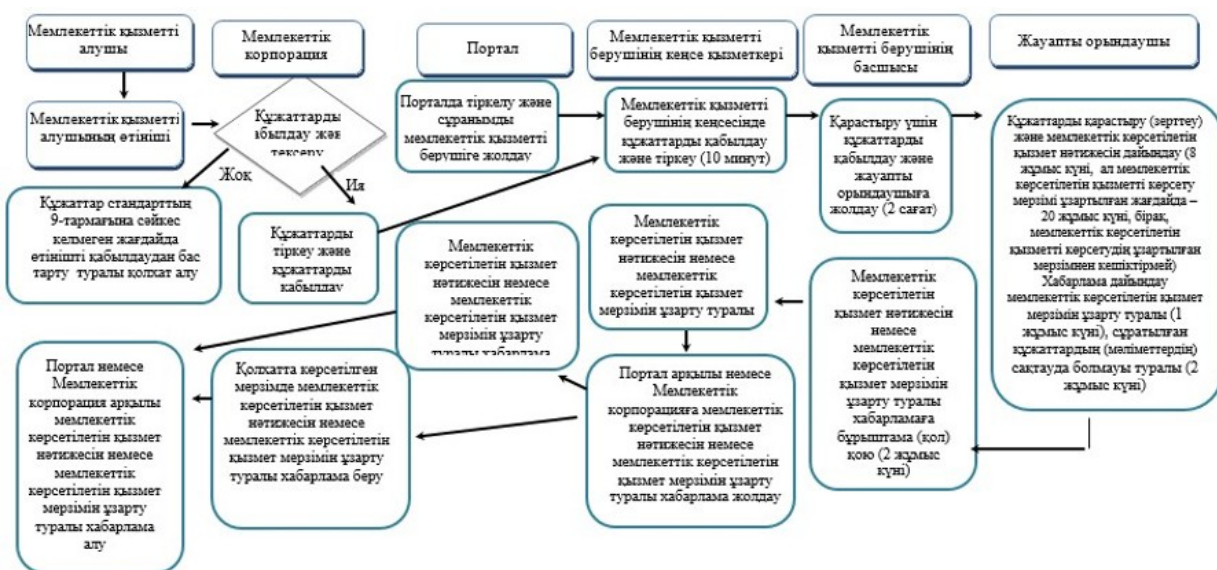 Мемлекеттік қызметті
алушы
Мемлекеттік
корпорация
Портал
Мемлекеттік қызметті
берушінің кеңсе қызметкері
Мемлекеттік
қызметті берушінің
басшысы
Жауапты орындаушы
Мемлекеттік қызметті
алушының өтініші
Құжаттарды
және
тексеру
Жоқ
Ия
Порталда тіркелу және
сұранымды
мемлекеттік қызметті
берушіге жолдау
Мемлекеттік қызметті
берушінің кеңсесінде
құжаттарды қабылдау
және тіркеу (10 минут)
Қарастыру үшін
құжаттарды
қабылдау және
жауапты
орындаушыға
жолдау (2 сағат)
Құжаттарды қарастыру (зерттеу)
және мемлекеттік көрсетілетін
қызмет нәтижесін дайындау (8
жұмыс күні, ал мемлекеттік
көрсетілетін қызметті көрсету
мерзімі ұзартылған жағдайда –
20 жұмыс күні, бірақ,
мемлекеттік көрсетілетін
қызметті көрсетудің ұзартылған
мерзімнен кешіктірмей)
Хабарлама дайындау
мемлекеттік көрсетілетін қызмет
мерзімін ұзарту туралы (1
жұмыс күні), сұратылған
құжаттардың (мәліметтердің)
сақтауда болмауы туралы (2
жұмыс күні)
Құжаттар стандарттың
9-тармағына сәйкес
келмеген жағдайда
өтінішті қабылдаудан бас
тарту туралы қолхат алу
Құжаттарды
тіркеу және
құжаттарды
қабылдау
Мемлекеттік
көрсетілетін қызмет
нәтижесін немесе
мемлекеттік
көрсетілетін қызмет
мерзімін ұзарту
туралы хабарлама
Мемлекеттік
көрсетілетін қызмет
нәтижесін немесе
мемлекеттік
көрсетілетін қызмет
мерзімін ұзарту туралы
Мемлекеттік
көрсетілетін
қызмет нәтижесін
немесе
мемлекеттік
көрсетілетін
қызмет мерзімін
ұзарту туралы
хабарламаға
бұрыштама (қол)
қою (2 жұмыс
күні)
Портал немесе
Мемлекеттік
корпорация арқылы
мемлекеттік
көрсетілетін қызмет
нәтижесін немесе
мемлекеттік
көрсетілетін қызмет
мерзімін ұзарту
туралы хабарлама
алу
Қолхатта көрсетілген
мерзімде мемлекеттік
көрсетілетін қызмет
нәтижесін немесе
мемлекеттік көрсетілетін
қызмет мерзімін ұзарту
туралы хабарлама беру
Портал арқылы немесе
Мемлекеттік
корпорацияға мемлекеттік
көрсетілетін қызмет
нәтижесін немесе
мемлекеттік көрсетілетін
қызмет мерзімін ұзарту
туралы хабарлама жолдау